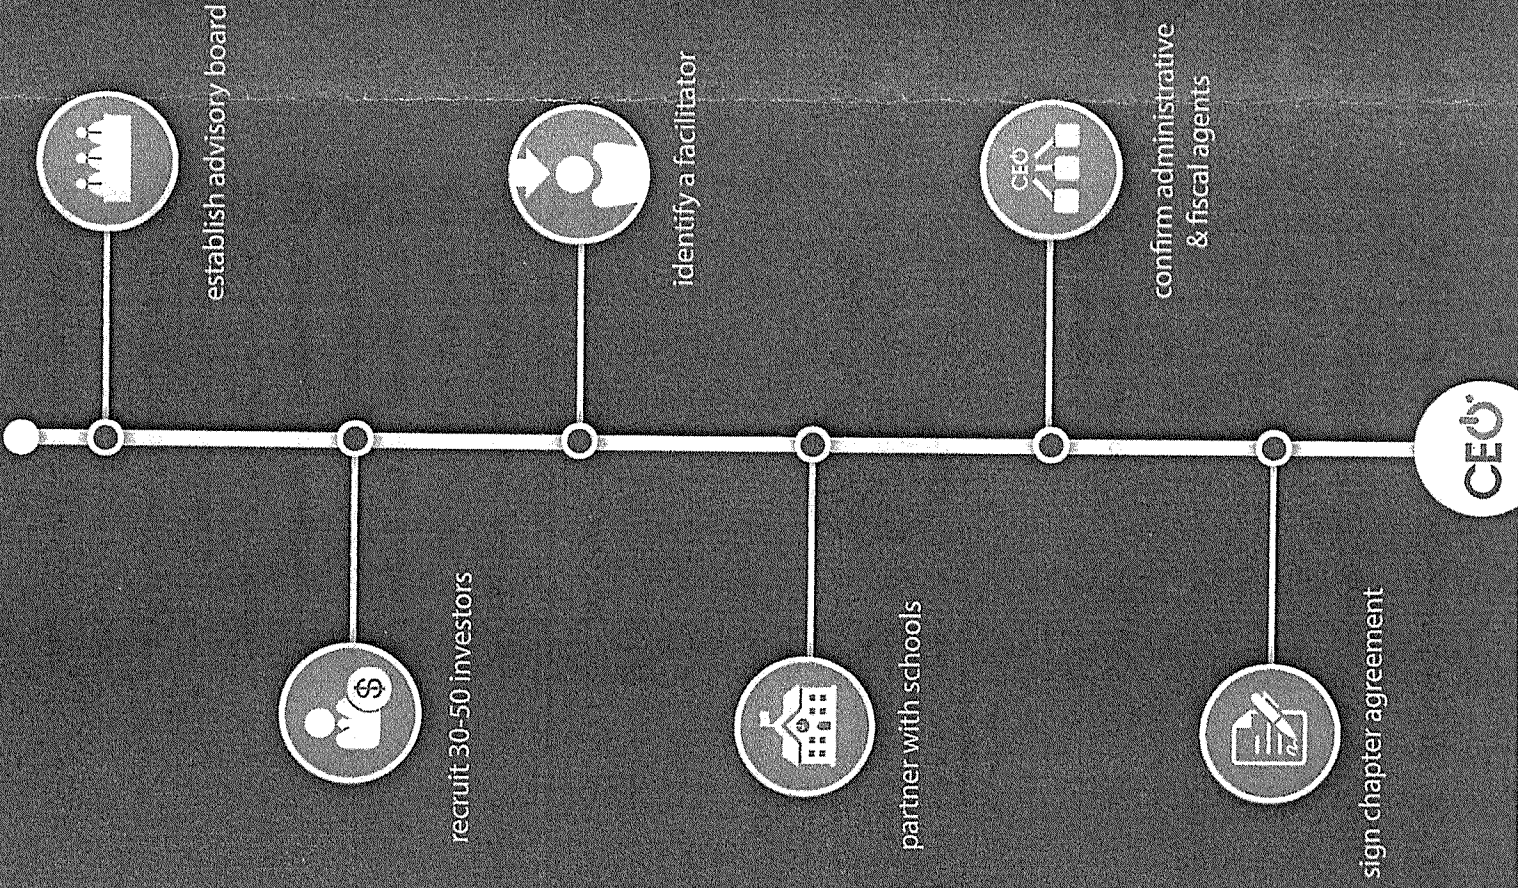 establish advisory board
recruit 30-50 investors
$
identify a facilitator
partner with schools
CEO
confirm administrative
& fiscal agents
sign chapter agreement
CEO